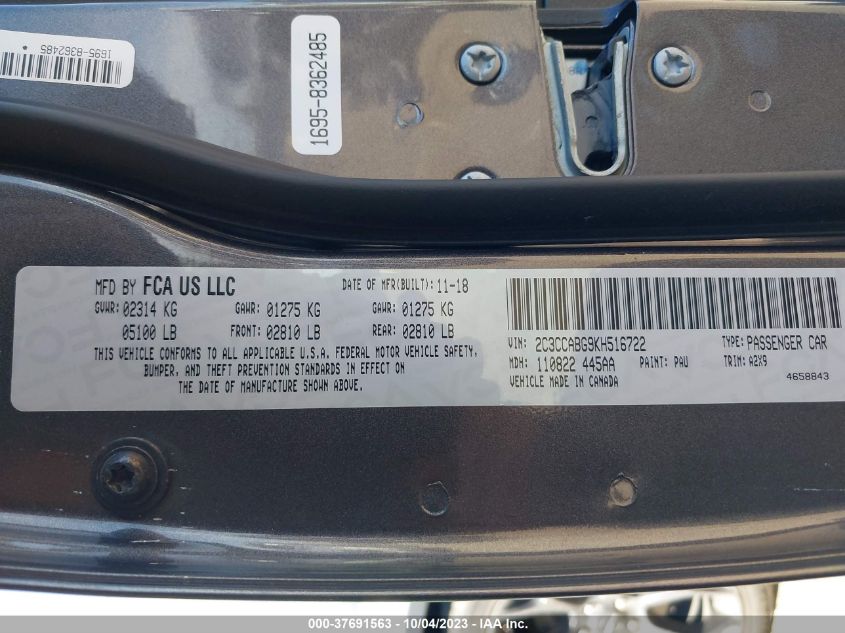 1G95-8362485
1G95-8362485
MFD BY FCA US LLC
DATE OF MFR(BUILT): 11-18
GVWR: 02314 KG GAWR: 01275 KG GAWR: 01275 KG
05100 LB FRONT: 02810 LB REAR: 02810 LB
THIS VEHICLE CONFORMS TO ALL APPLICABLE U.S.A. FEDERAL MOTOR VEHICLE SAFETY,
BUMPER, AND THEFT PREVENTION STANDARDS IN EFFECT ON
THE DATE OF MANUFACTURE SHOWN ABOVE.
VIN: 2C3CCABG9KH516722 TYPE: PASSENGER CAR
MDH: 110822 445AA PAINT: PAU TRIM: A2X9
VEHICLE MADE IN CANADA
4658843
000-37691563 - 10/04/2023 - IAA Inc.